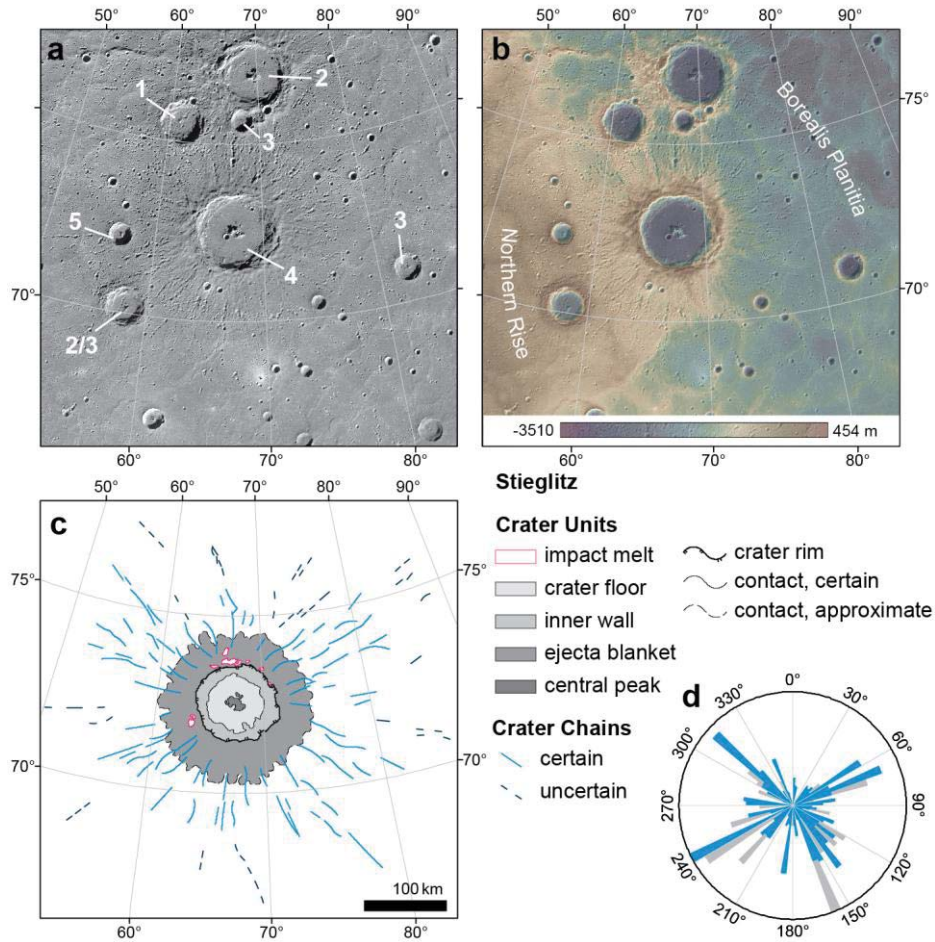 50° 60° 70° 80° 90°
a
1
2
3
5
3
4
2/3
75°
70°
60° 70° 80°
50° 60° 70° 80° 90°
b
Borealis Planitia
Northern Rise
75°
70°
-3510 454 m
60° 70° 80°
50° 60° 70° 80° 90°
c
75° 75°
70° 70°
100 km
60° 70° 80°
Stieglitz
Crater Units
impact melt
crater floor
inner wall
ejecta blanket
central peak
Crater Chains
certain
uncertain
crater rim
contact, certain
contact, approximate
d
0°
30°
60°
90°
120°
150°
180°
210°
240°
270°
300°
330°